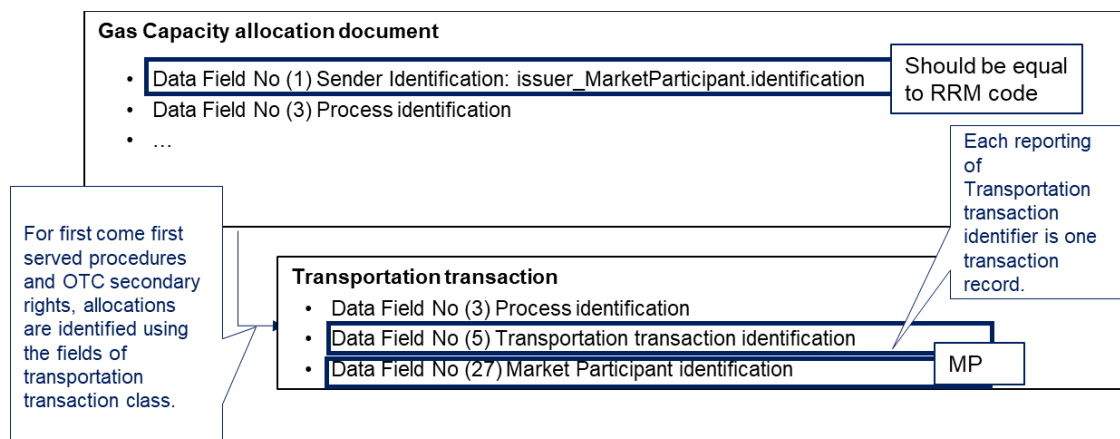 Gas Capacity allocation document
• Data Field No (1) Sender Identification: issuer_MarketParticipant.identification
Should be equal
to RRM code
• Data Field No (3) Process identification
• ...
Each reporting
of
Transportation
transaction
identifier is one
transaction
record.
For first come first
served procedures
and OTC secondary
rights, allocations
are identified using
the fields of
transportation
transaction class.
Transportation transaction
• Data Field No (3) Process identification
• Data Field No (5) Transportation transaction identification
• Data Field No (27) Market Participant identification
MP